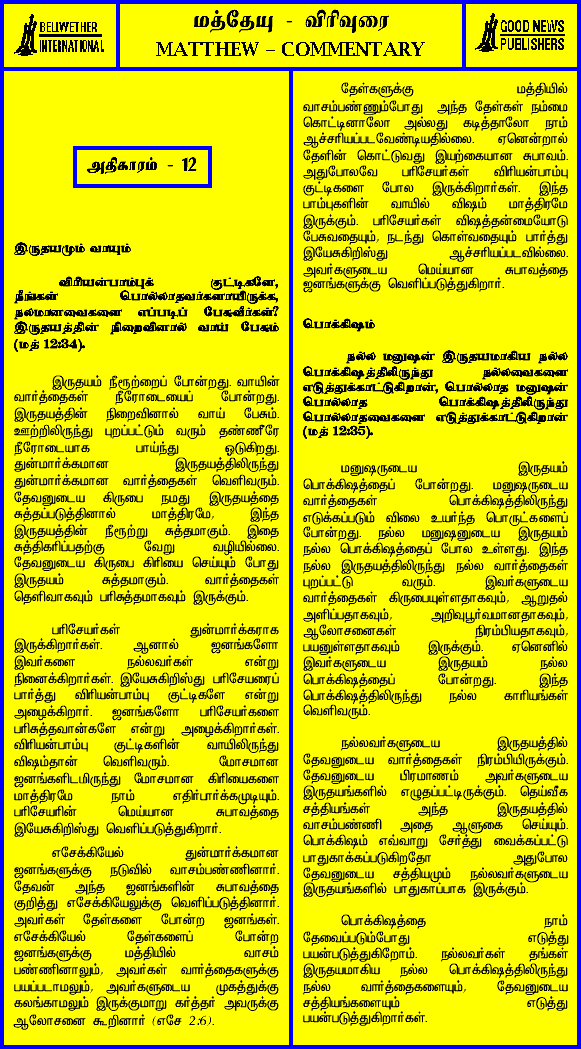 BELIWETHER
INTERNATIONAL
மத்தேயு - விரிவுரை
MATTHEW – COMMENTARY
GOOD NEWS
PUBLISHERS
அதிகாரம் - 12
இருதயமும் வாயும்
விரியன்பாம்புக் குட்டிகளே,
நீங்கள் பொல்லாதவர்களாயிருக்க,
நலமானவைகளை எப்படிப் பேசுவீர்கள்?
இருதயத்தின் நிறைவினால் வாய் பேசும்
(மத் 12:34).
இருதயம் நீரூற்றைப் போன்றது. வாயின்
வார்த்தைகள் நீரோடையைப் போன்றது.
இருதயத்தின் நிறைவினால் வாய் பேசும்.
ஊற்றிலிருந்து புறப்பட்டும் வரும் தண்ணீரே
நீரோடையாக பாய்ந்து ஓடுகிறது.
துன்மார்க்கமான இருதயத்திலிருந்து
துன்மார்க்கமான வார்த்தைகள் வெளிவரும்.
தேவனுடைய கிருபை நமது இருதயத்தை
சுத்தப்படுத்தினால் மாத்திரமே, இந்த
இருதயத்தின் நீரூற்று சுத்தமாகும். இதை
சுத்திகரிப்பதற்கு வேறு வழியில்லை.
தேவனுடைய கிருபை கிரியை செய்யும் போது
இருதயம் சுத்தமாகும். வார்த்தைகள்
தெளிவாகவும் பரிசுத்தமாகவும் இருக்கும்.
பரிசேயர்கள் துன்மார்க்கராக
இருக்கிறார்கள். ஆனால் ஜனங்களோ
இவர்களை நல்லவர்கள் என்று
நினைக்கிறார்கள். இயேசுகிறிஸ்து பரிசேயரைப்
பார்த்து விரியன்பாம்பு குட்டிகளே என்று
அழைக்கிறார். ஜனங்களோ பரிசேயர்களை
பரிசுத்தவான்களே என்று அழைக்கிறார்கள்.
விரியன்பாம்பு குட்டிகளின் வாயிலிருந்து
விஷம்தான் வெளிவரும். மோசமான
ஜனங்களிடமிருந்து மோசமான கிரியைகளை
மாத்திரமே நாம் எதிர்பார்க்கமுடியும்.
பரிசேயரின் மெய்யான சுபாவத்தை
இயேசுகிறிஸ்து வெளிப்படுத்துகிறார்.
எசேக்கியேல் துன்மார்க்கமான
ஜனங்களுக்கு நடுவில் வாசம்பண்ணினார்.
தேவன் அந்த ஜனங்களின் சுபாவத்தை
குறித்து எசேக்கியேலுக்கு வெளிப்படுத்தினார்.
அவர்கள் தேள்களை போன்ற ஜனங்கள்.
எசேக்கியேல் தேள்களைப் போன்ற
ஜனங்களுக்கு மத்தியில் வாசம்
பண்ணினாலும், அவர்கள் வார்த்தைகளுக்கு
பயப்படாமலும், அவர்களுடைய முகத்துக்கு
கலங்காமலும் இருக்குமாறு கர்த்தர் அவருக்கு
ஆலோசனை கூறினார் (எசே 2:6).
தேள்களுக்கு மத்தியில்
வாசம்பண்ணும்போது அந்த தேள்கள் நம்மை
கொட்டினாலோ அல்லது கடித்தாலோ நாம்
ஆச்சரியப்படவேண்டியதில்லை. ஏனென்றால்
தேளின் கொட்டுவது இயற்கையான சுபாவம்.
அதுபோலவே பரிசேயர்கள் விரியன்பாம்பு
குட்டிகளை போல இருக்கிறார்கள். இந்த
பாம்புகளின் வாயில் விஷம் மாத்திரமே
இருக்கும். பரிசேயர்கள் விஷத்தன்மையோடு
பேசுவதையும், நடந்து கொள்வதையும் பார்த்து
இயேசுகிறிஸ்து ஆச்சரியப்படவில்லை.
அவர்களுடைய மெய்யான சுபாவத்தை
ஜனங்களுக்கு வெளிப்படுத்துகிறார்.
பொக்கிஷம்
நல்ல மனுஷன் இருதயமாகிய நல்ல
பொக்கிஷத்திலிருந்து நல்லவைகளை
எடுத்துக்காட்டுகிறான், பொல்லாத மனுஷன்
பொல்லாத பொக்கிஷத்திலிருந்து
பொல்லாதவைகளை எடுத்துக்காட்டுகிறான்
(மத் 12:35).
மனுஷருடைய இருதயம்
பொக்கிஷத்தைப் போன்றது. மனுஷருடைய
வார்த்தைகள் பொக்கிஷத்திலிருந்து
எடுக்கப்படும் விலை உயர்ந்த பொருட்களைப்
போன்றது. நல்ல மனுஷனுடைய இருதயம்
நல்ல பொக்கிஷத்தைப் போல உள்ளது. இந்த
நல்ல இருதயத்திலிருந்து நல்ல வார்த்தைகள்
புறப்பட்டு வரும். இவர்களுடைய
வார்த்தைகள் கிருபையுள்ளதாகவும், ஆறுதல்
அளிப்பதாகவும், அறிவுபூர்வமானதாகவும்,
ஆலோசனைகள் நிரம்பியதாகவும்,
பயனுள்ளதாகவும் இருக்கும். ஏனெனில்
இவர்களுடைய இருதயம் நல்ல
பொக்கிஷத்தைப் போன்றது. இந்த
பொக்கிஷத்திலிருந்து நல்ல காரியங்கள்
வெளிவரும்.
நல்லவர்களுடைய இருதயத்தில்
தேவனுடைய வார்த்தைகள் நிரம்பியிருக்கும்.
தேவனுடைய பிரமாணம் அவர்களுடைய
இருதயங்களில் எழுதப்பட்டிருக்கும். தெய்வீக
சத்தியங்கள் அந்த இருதயத்தில்
வாசம்பண்ணி அதை ஆளுகை செய்யும்.
பொக்கிஷம் எவ்வாறு சேர்த்து வைக்கப்பட்டு
பாதுகாக்கப்படுகிறதோ அதுபோல
தேவனுடைய சத்தியமும் நல்லவர்களுடைய
இருதயங்களில் பாதுகாப்பாக இருக்கும்.
பொக்கிஷத்தை நாம்
தேவைப்படும்போது எடுத்து
பயன்படுத்துகிறோம். நல்லவர்கள் தங்கள்
இருதயமாகிய நல்ல பொக்கிஷத்திலிருந்து
நல்ல வார்த்தைகளையும், தேவனுடைய
சத்தியங்களையும் எடுத்து
பயன்படுத்துகிறார்கள்.